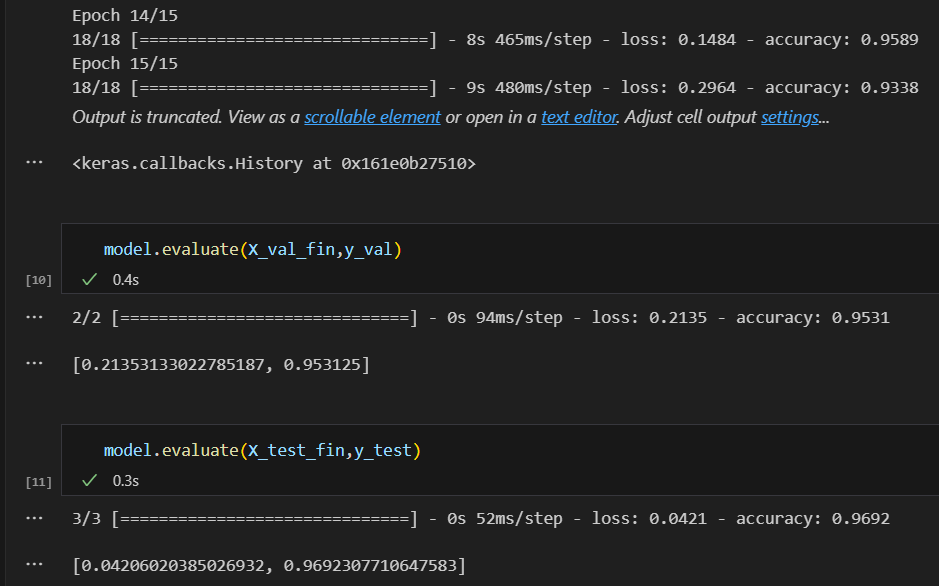 Epoch 14/15
18/18 [==============================] - 8s 465ms/step - loss: 0.1484 - accuracy: 0.9589
Epoch 15/15
18/18 [==============================] - 9s 480ms/step - loss: 0.2964 - accuracy: 0.9338
Output is truncated. View as a scrollable element or open in a text editor. Adjust cell output settings...
... <keras.callbacks.History at 0x161e0b27510>
model.evaluate(X_val_fin,y_val)
[10] ✓ 0.4s
... 2/2 [==============================] - 0s 94ms/step - loss: 0.2135 - accuracy: 0.9531
... [0.21353133022785187, 0.953125]
model.evaluate(X_test_fin,y_test)
[11] ✓ 0.3s
... 3/3 [==============================] - 0s 52ms/step - loss: 0.0421 - accuracy: 0.9692
... [0.04206020385026932, 0.9692307710647583]